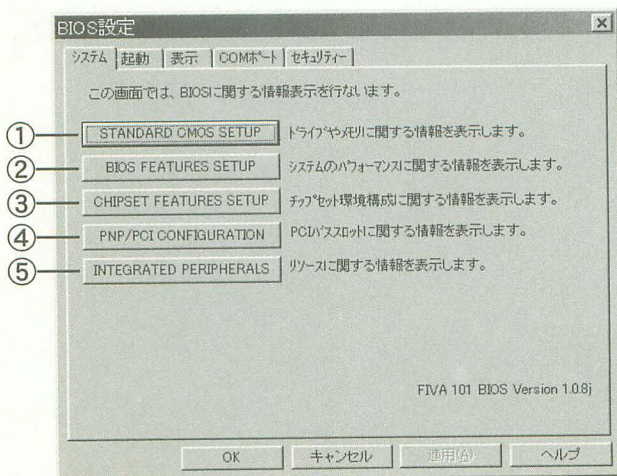 BIOS設定
システム 起動 表示 COMポート セキュリティー
この画面では、BIOSに関する情報表示を行ないます。
① STANDARD CMOS SETUP ドライブやメモリに関する情報を表示します。
② BIOS FEATURES SETUP システムのパフォーマンスに関する情報を表示します。
③ CHIPSET FEATURES SETUP チップセット環境構成に関する情報を表示します。
④ PNP/PCI CONFIGURATION PCIバススロットに関する情報を表示します。
⑤ INTEGRATED PERIPHERALS リソースに関する情報を表示します。
FIVA 101 BIOS Version 1.0.8j
OK キャンセル 適用(A) ヘルプ